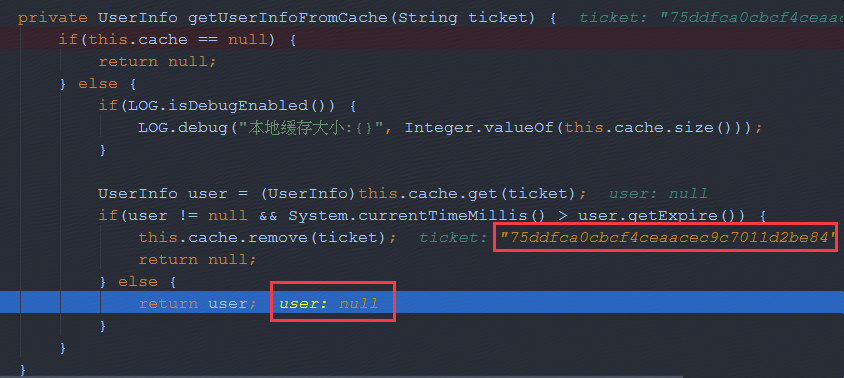 private UserInfo getUserInfoFromCache(String ticket) {  ticket: "75ddfca0cbcf4ceaac
if(this.cache == null) {
return null;
} else {
if(LOG.isDebugEnabled()) {
LOG.debug("本地缓存大小:{}", Integer.valueOf(this.cache.size()));
}
UserInfo user = (UserInfo)this.cache.get(ticket);  user: null
if(user != null && System.currentTimeMillis() > user.getExpire()) {
this.cache.remove(ticket);  ticket: "75ddfca0cbcf4ceaacec9c7011d2be84"
return null;
} else {
return user;  user: null
}
}
}